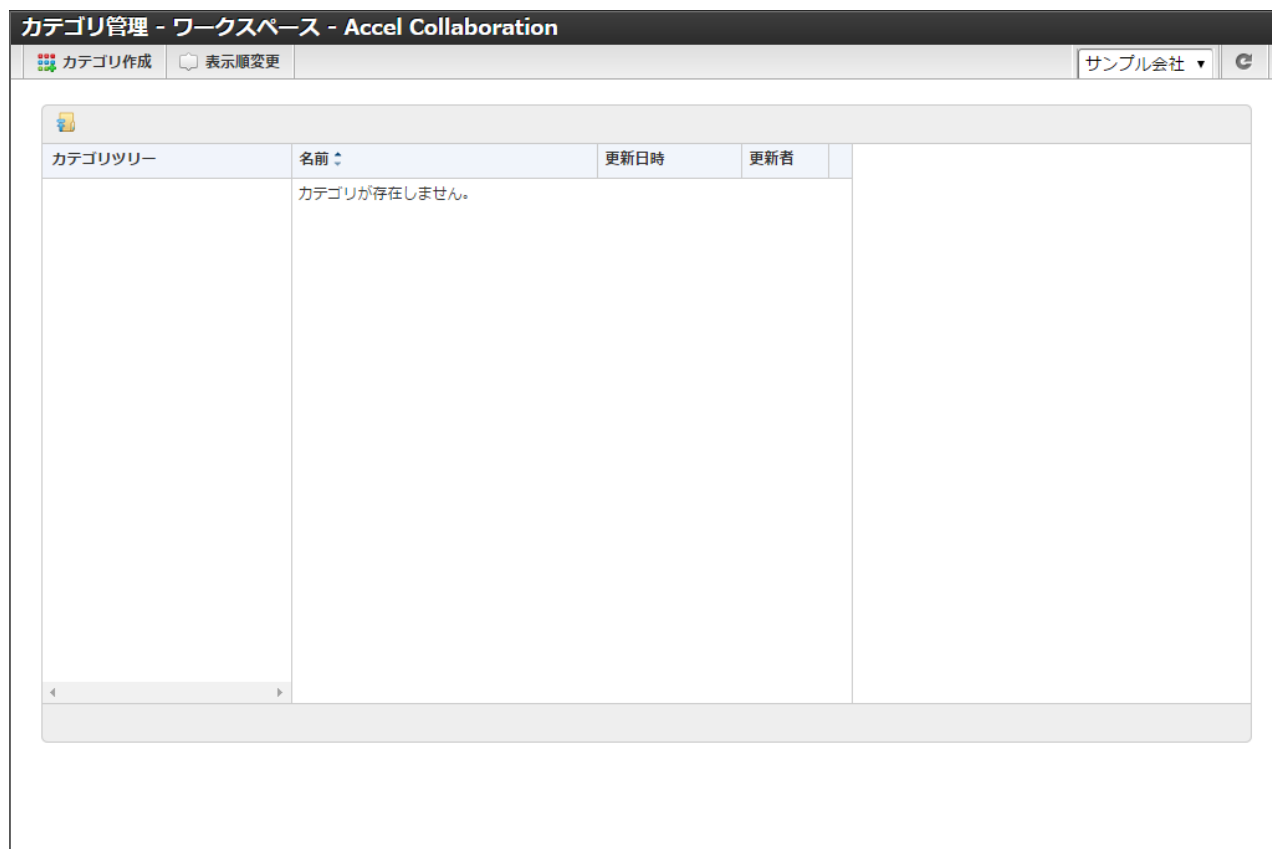 カテゴリ管理 - ワークスペース - Accel Collaboration
カテゴリ作成 表示順変更 サンプル会社
カテゴリツリー 名前 更新日時 更新者
カテゴリが存在しません。